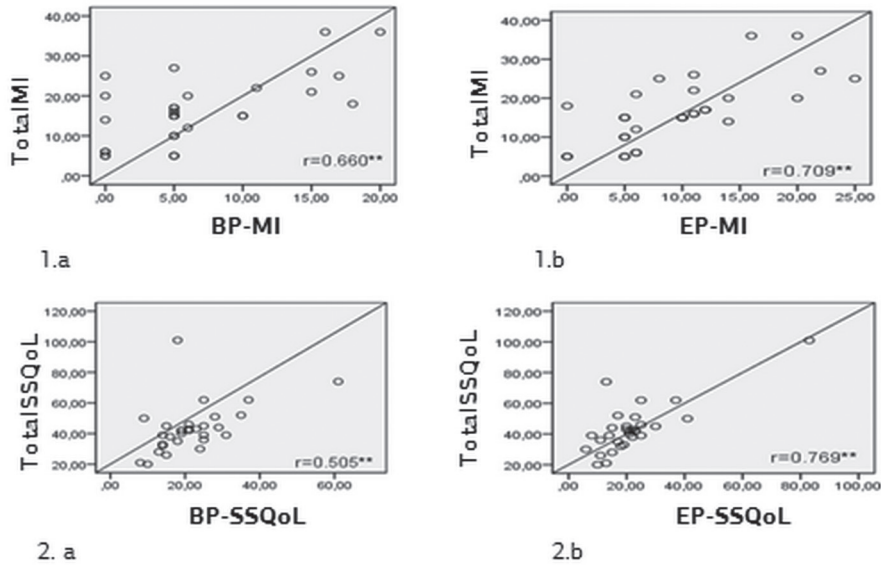 TotalMI
40,00
30,00
20,00
10,00
,00
r=0.660**
,00 5,00 10,00 15,00 20,00
BP-MI
1.a
TotalMI
40,00
30,00
20,00
10,00
,00
r=0.709**
,00 5,00 10,00 15,00 20,00 25,00
EP-MI
1.b
TotalSSQoL
120,00
100,00
80,00
60,00
40,00
20,00
r=0.505**
,00 20,00 40,00 60,00
BP-SSQoL
2. a
TotalSSQoL
120,00
100,00
80,00
60,00
40,00
20,00
r=0.769**
,00 20,00 40,00 60,00 80,00 100,00
EP-SSQoL
2.b